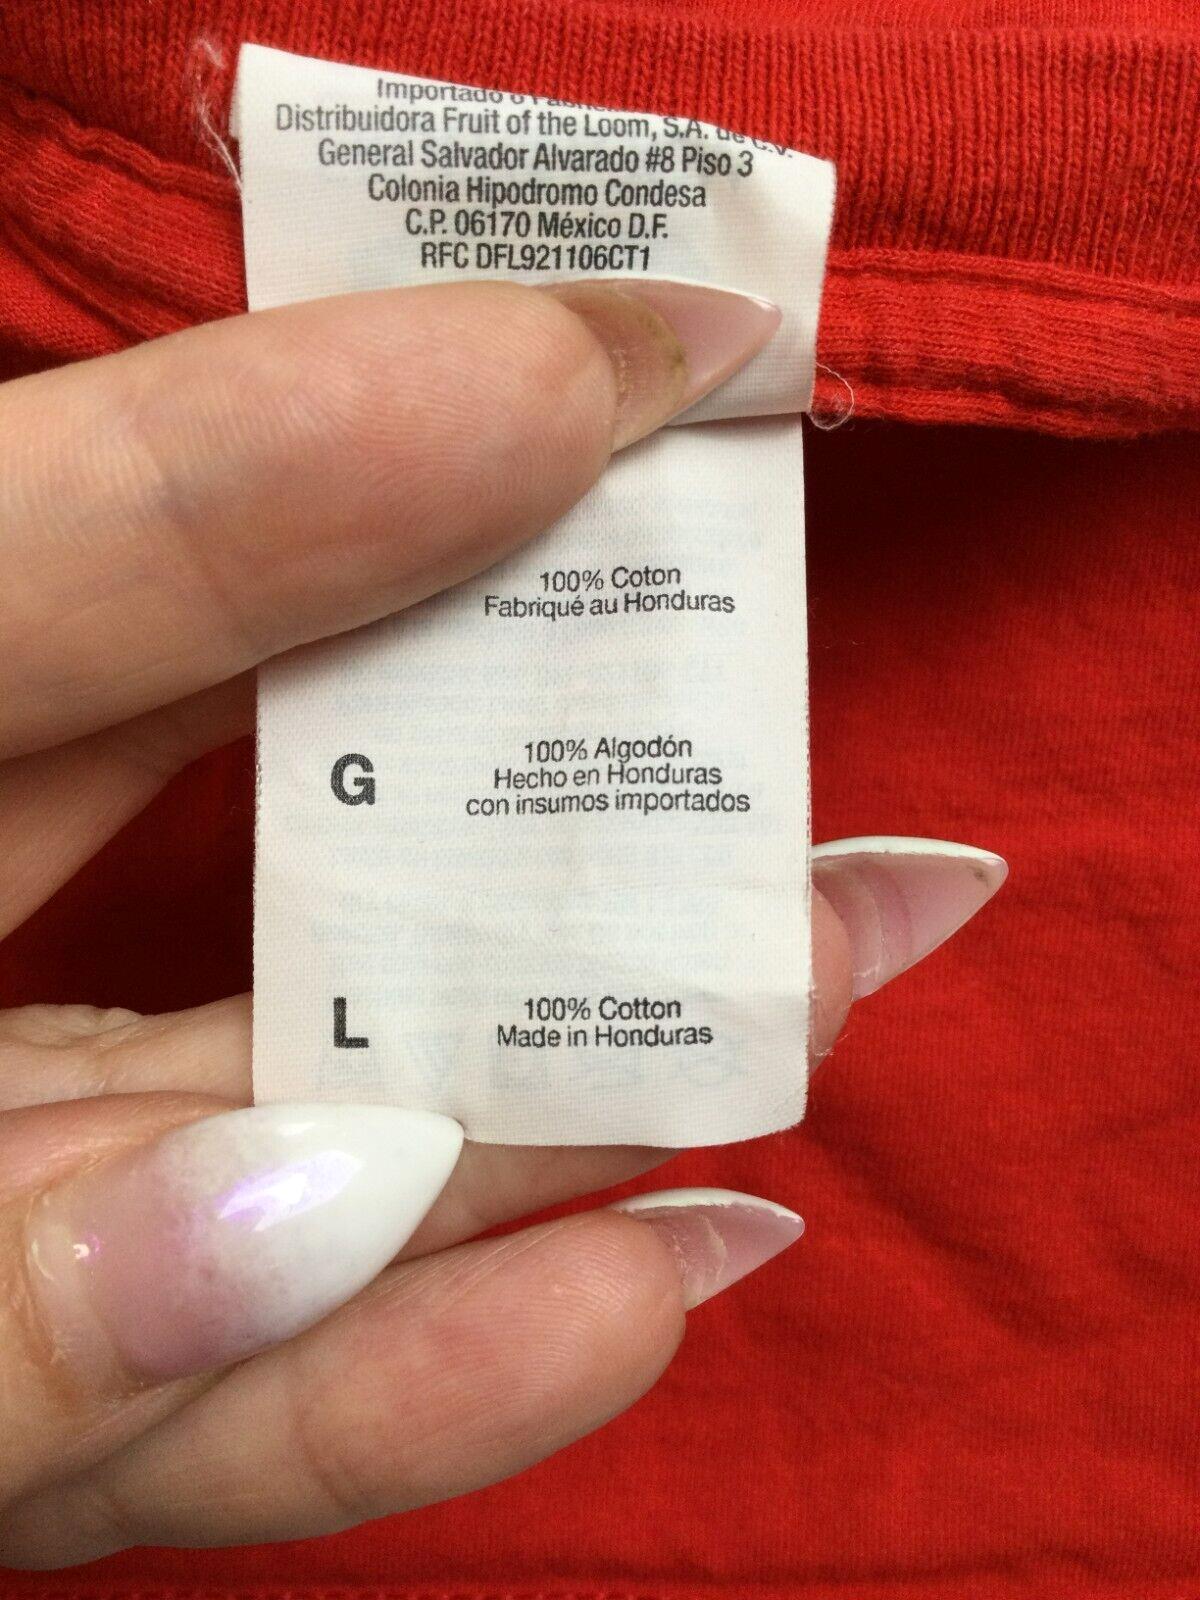 Importado o
Distribuidora Fruit of the Loom, S.A. de C.V.
General Salvador Alvarado #8 Piso 3
Colonia Hipodromo Condesa
C.P. 06170 México D.F.
RFC DFL921106CT1
100% Coton
Fabriqué au Honduras
G
100% Algodón
Hecho en Honduras
con insumos importados
L
100% Cotton
Made in Honduras